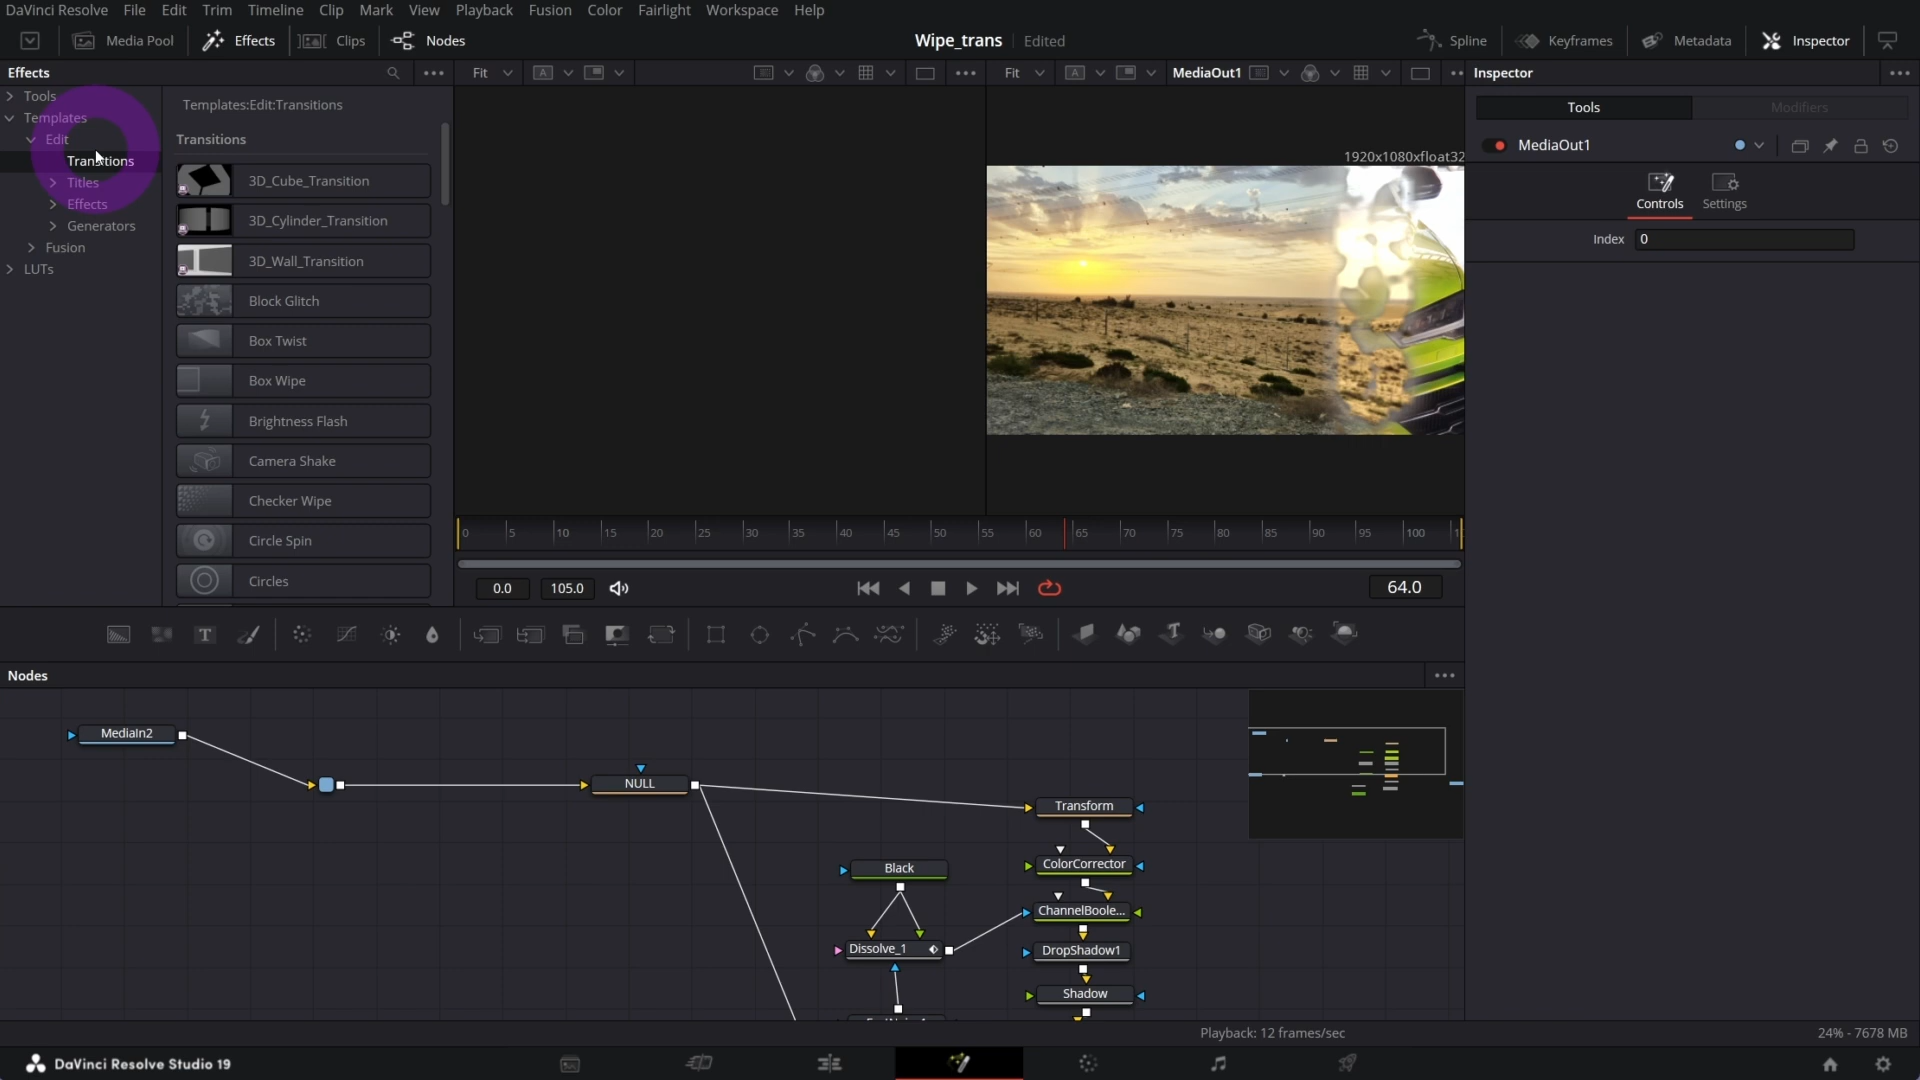 DaVinci Resolve File Edit Trim Timeline Clip Mark View Playback Fusion Color Fairlight Workspace Help
Media Pool Effects Clips Nodes Wipe_trans Edited Spline Keyframes Metadata Inspector
Effects Fit A Fit A MediaOut1 Inspector
Tools
Templates
Edit
Transitions
Titles
Effects
Generators
Fusion
LUTs
Templates:Edit:Transitions
Transitions
3D_Cube_Transition
3D_Cylinder_Transition
3D_Wall_Transition
Block Glitch
Box Twist
Box Wipe
Brightness Flash
Camera Shake
Checker Wipe
Circle Spin
Circles
1920x1080xfloat32
Tools Modifiers
MediaOut1
Controls Settings
Index 0
0 5 10 15 20 25 30 35 40 45 50 55 60 65 70 75 80 85 90 95 100 1
0.0 105.0 64.0
T T
Nodes
MediaIn2
NULL
Transform
Black
ColorCorrector
ChannelBoole...
Dissolve_1
DropShadow1
Shadow
Playback: 12 frames/sec 24% - 7678 MB
DaVinci Resolve Studio 19